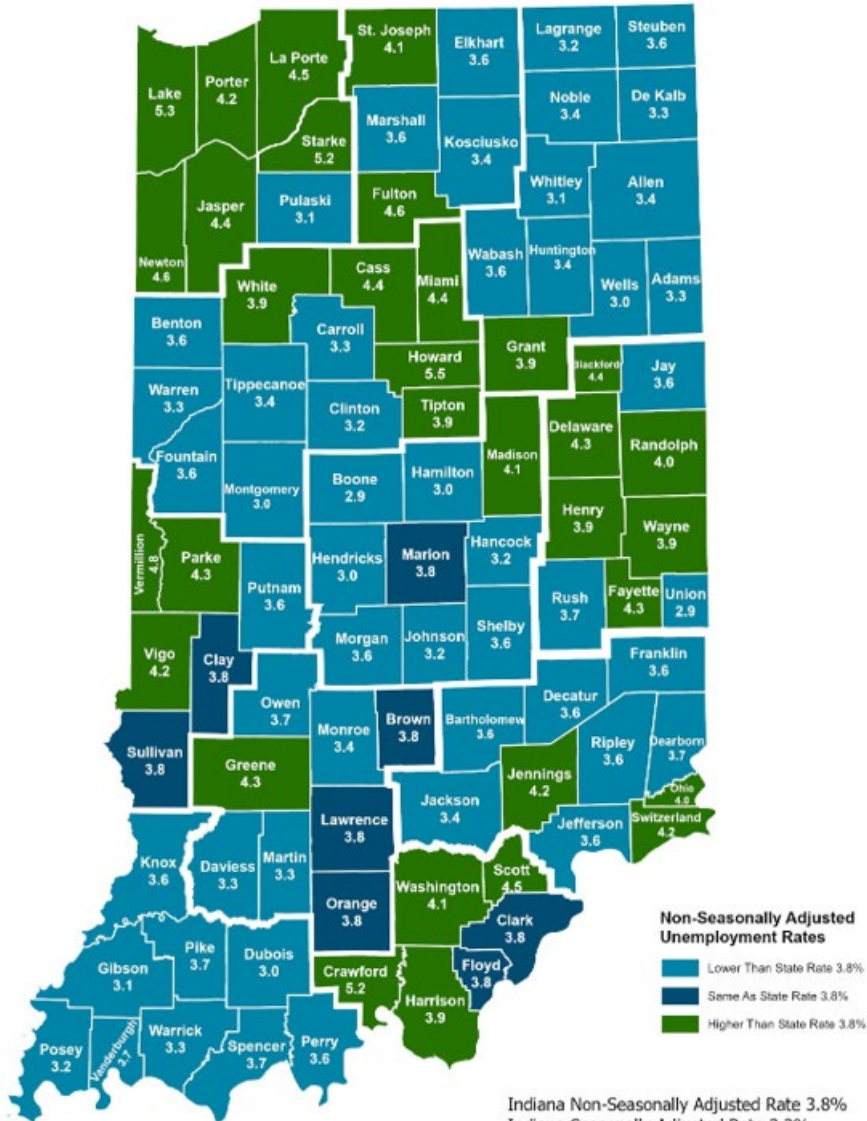 St. Joseph
4.1
Elkhart
3.6
Lagrange
3.2
Steuben
3.6
La Porte
4.5
Porter
4.2
Lake
5.3
Noble
3.4
De Kalb
3.3
Marshall
3.6
Kosciusko
3.4
Starke
5.2
Whitley
3.1
Allen
3.4
Pulaski
3.1
Fulton
4.6
Jasper
4.4
Newton
4.6
Wabash
3.6
Huntington
3.4
Wells
3.0
Adams
3.3
White
3.9
Cass
4.4
Miami
4.4
Benton
3.6
Carroll
3.3
Howard
5.5
Grant
3.9
Blackford
4.4
Jay
3.6
Warren
3.3
Tippecanoe
3.4
Clinton
3.2
Tipton
3.9
Delaware
4.3
Randolph
4.0
Madison
4.1
Fountain
3.6
Montgomery
3.0
Boone
2.9
Hamilton
3.0
Henry
3.9
Wayne
3.9
Vermillion
4.8
Parke
4.3
Hendricks
3.0
Marion
3.8
Hancock
3.2
Putnam
3.6
Rush
3.7
Fayette
4.3
Union
2.9
Vigo
4.2
Clay
3.8
Morgan
3.6
Johnson
3.2
Shelby
3.6
Franklin
3.6
Owen
3.7
Monroe
3.4
Brown
3.8
Bartholomew
3.6
Decatur
3.6
Ripley
3.6
Dearborn
3.7
Sullivan
3.8
Greene
4.3
Jennings
4.2
Ohio
4.0
Switzerland
4.2
Jackson
3.4
Jefferson
3.6
Lawrence
3.8
Knox
3.6
Daviess
3.3
Martin
3.3
Washington
4.1
Scott
4.5
Orange
3.8
Clark
3.8
Floyd
3.8
Pike
3.7
Dubois
3.0
Gibson
3.1
Crawford
5.2
Harrison
3.9
Posey
3.2
Vanderburgh
3.7
Warrick
3.3
Spencer
3.7
Perry
3.6
Non-Seasonally Adjusted
Unemployment Rates
Lower Than State Rate 3.8%
Same As State Rate 3.8%
Higher Than State Rate 3.8%
Indiana Non-Seasonally Adjusted Rate 3.8%